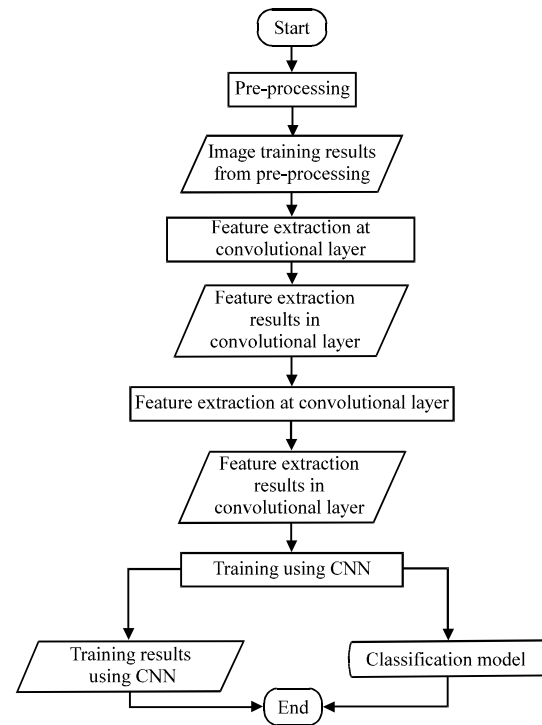 Start
Pre-processing
Image training results
from pre-processing
Feature extraction at
convolutional layer
Feature extraction
results in
convolutional layer
Feature extraction at convolutional layer
Feature extraction
results in
convolutional layer
Training using CNN
Training results
using CNN
Classification model
End